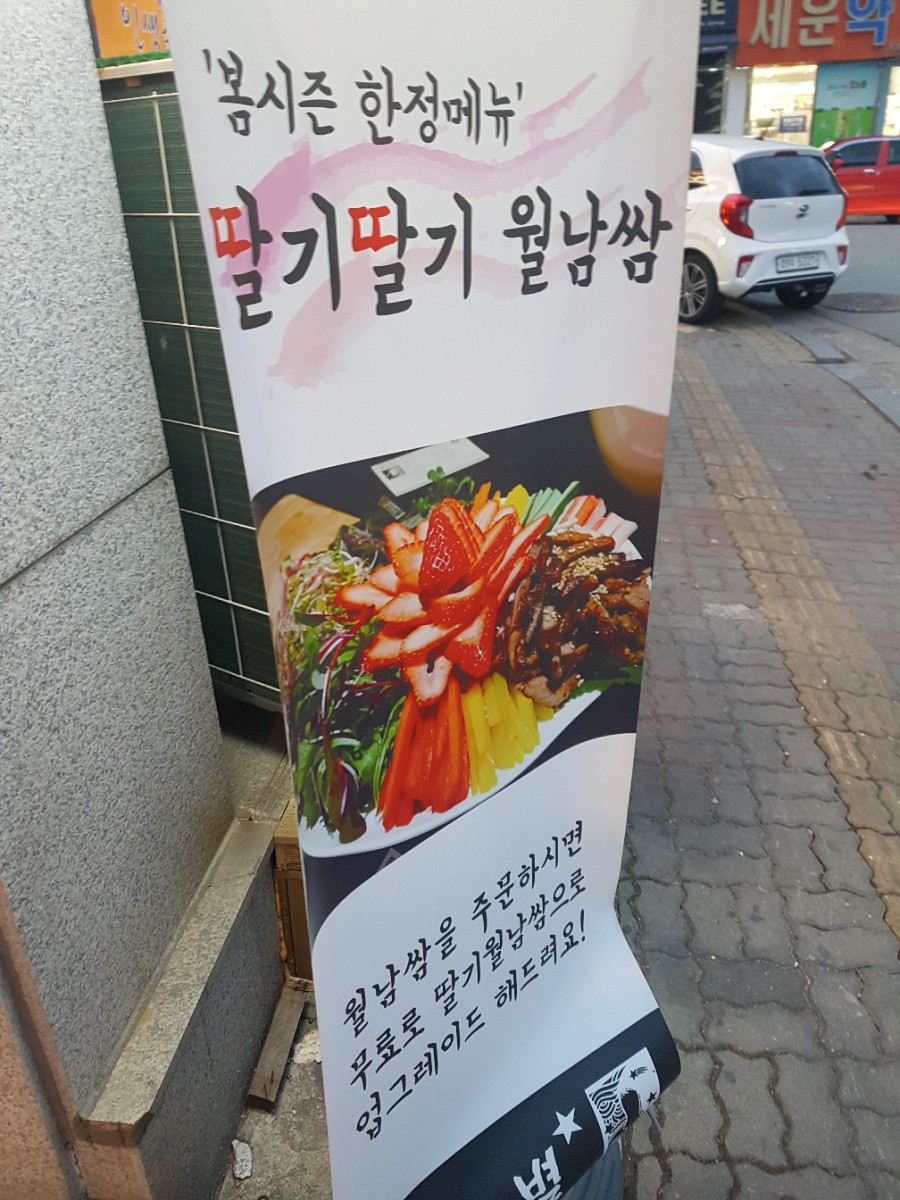 '봄시즌 한정메뉴'
딸기딸기 월남쌈
월남쌈을 주문하시면
무료로 딸기월남쌈으로
업그레이드 해드려요!
별
세운약